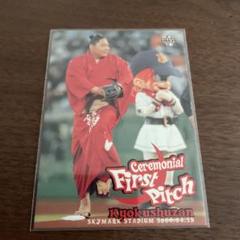 Ceremonial
First
Pitch
Kyokushuzan
SKYMARK STADIUM